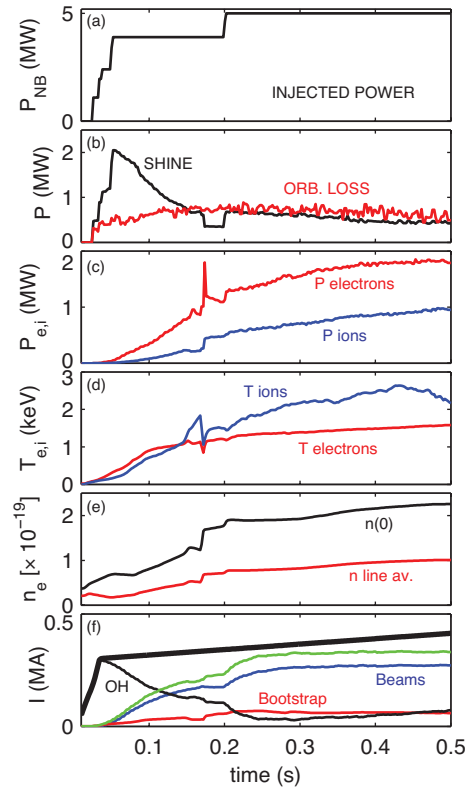 5
P_NB (MW)
(a)
INJECTED POWER
0
(b)
2
P (MW)
SHINE
1
ORB. LOSS
0
(c)
2
P_e,i (MW)
P electrons
1
P ions
0
3
(d)
T_e,i (keV)
T ions
2
1
T electrons
0
(e)
n_e [× 10^-19]
2
n(0)
1
n line av.
0
0.5
(f)
I (MA)
OH
Beams
Bootstrap
0
0.1 0.2 0.3 0.4 0.5
time (s)